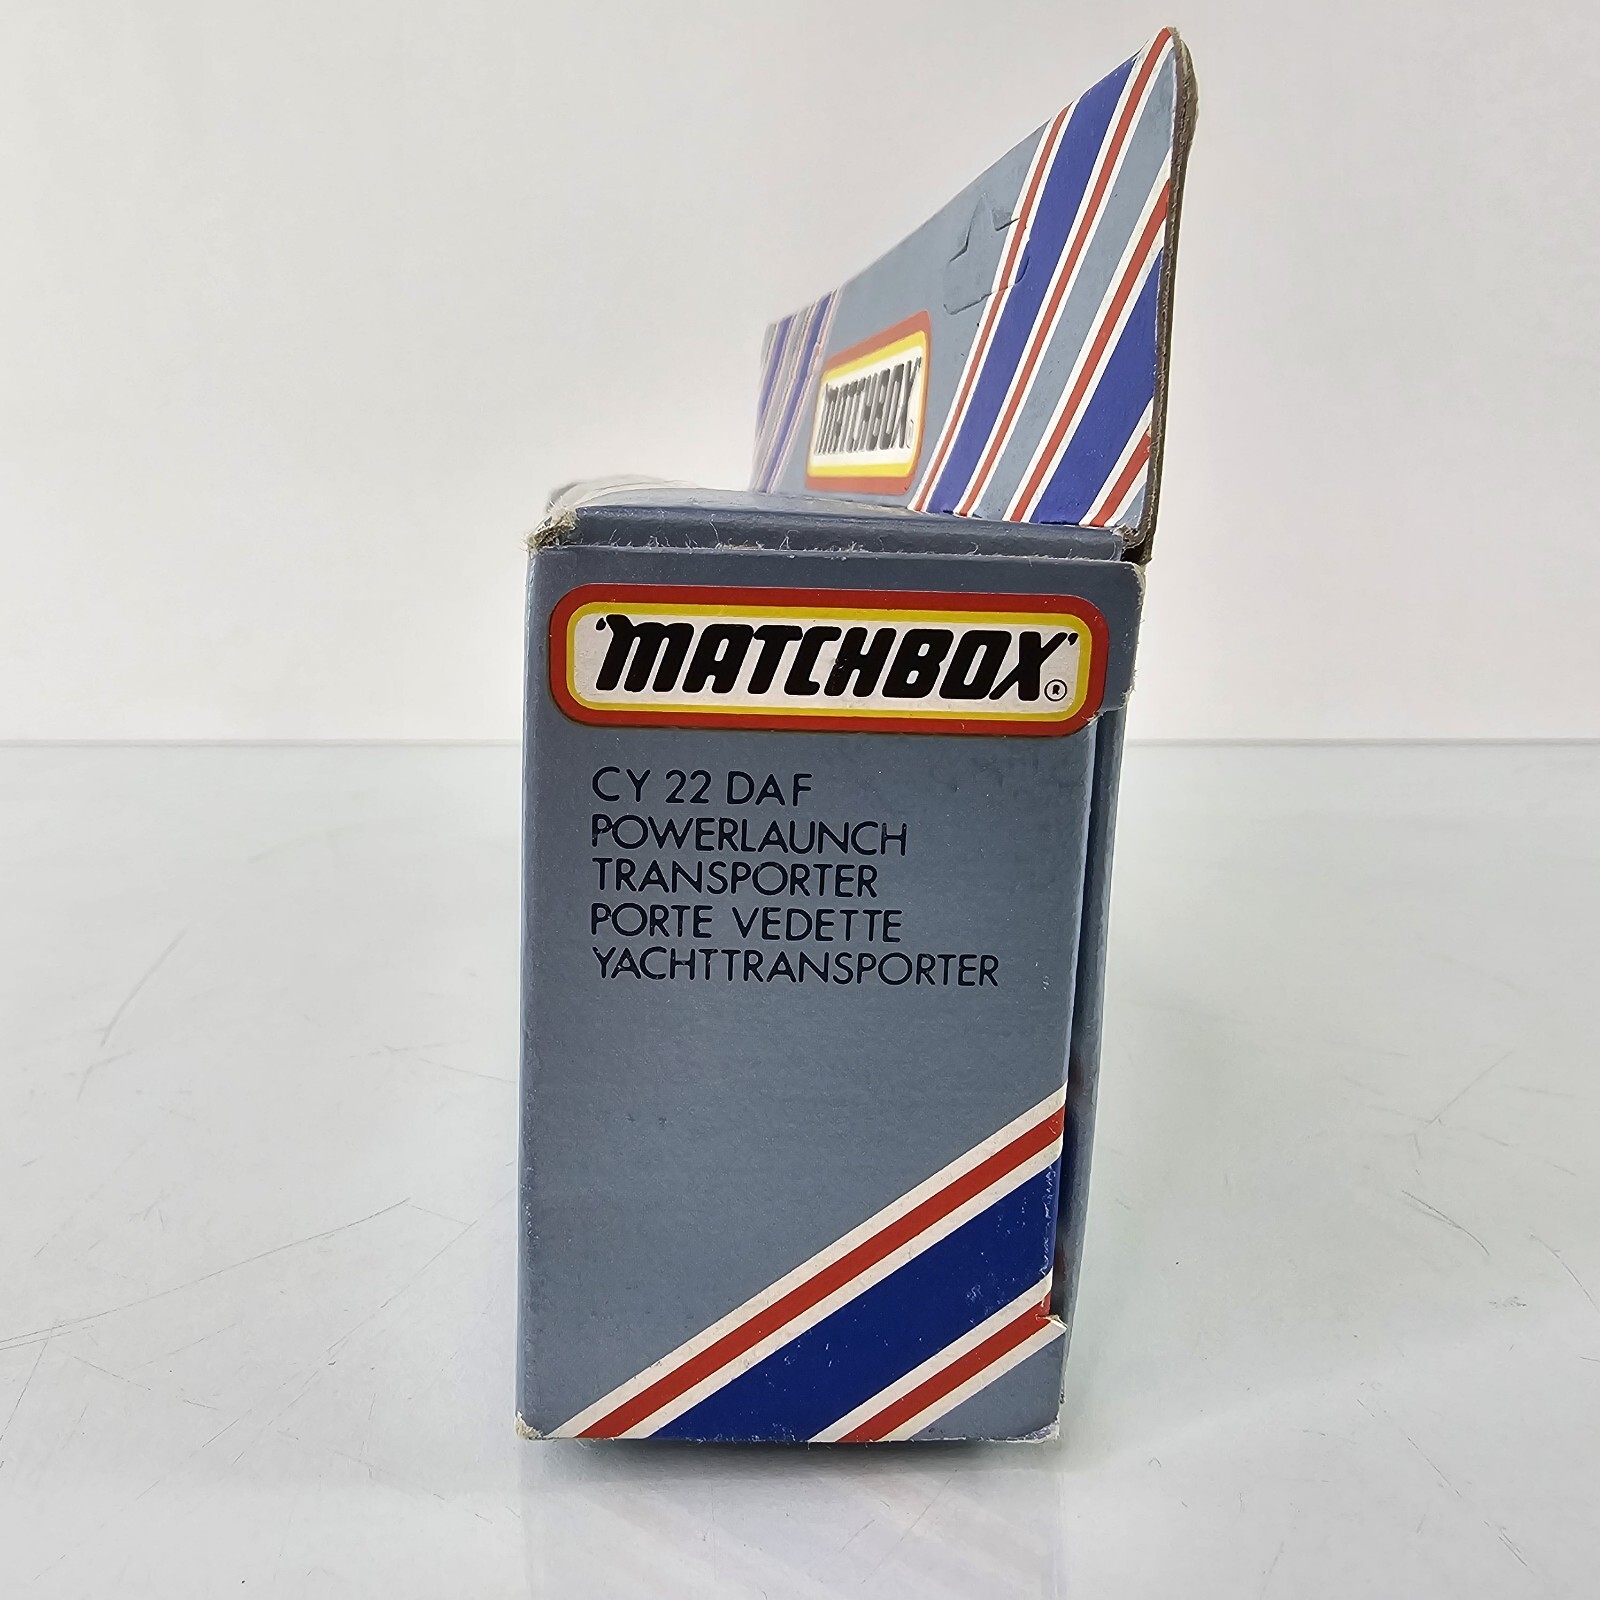 'MATCHBOX'
'MATCHBOX'®
CY 22 DAF
POWERLAUNCH
TRANSPORTER
PORTE VEDETTE
YACHTTRANSPORTER